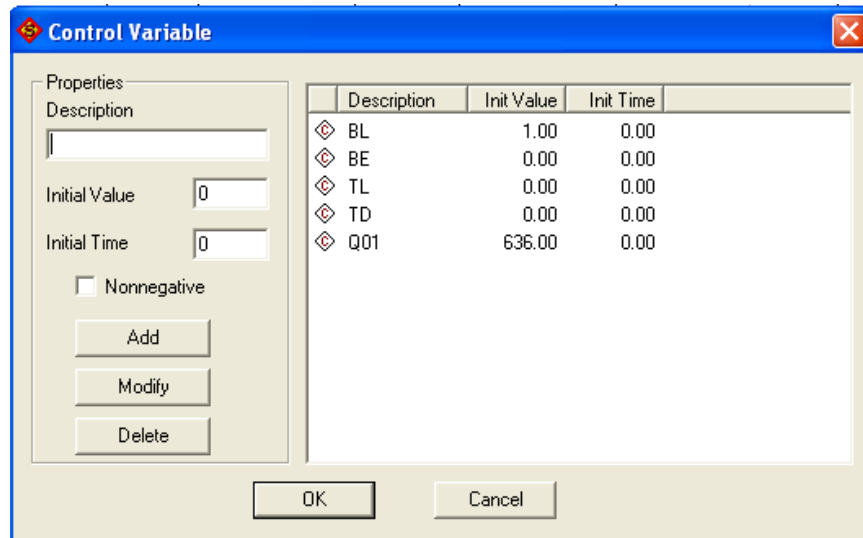 Control Variable
Properties
Description
Initial Value 0
Initial Time 0
Nonnegative
Add
Modify
Delete
Description Init Value Init Time
C BL 1.00 0.00
C BE 0.00 0.00
C TL 0.00 0.00
C TD 0.00 0.00
C Q01 636.00 0.00
OK Cancel